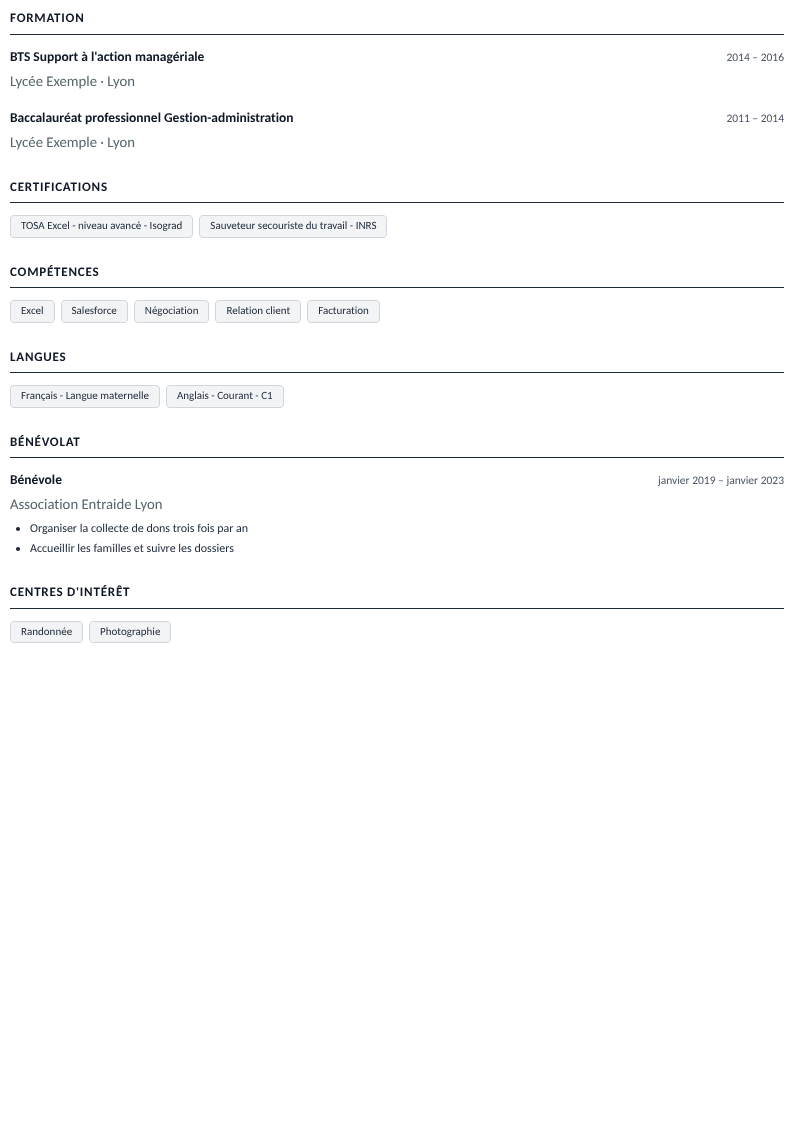 FORMATION
BTS Support à l'action managériale 2014 – 2016
Lycée Exemple · Lyon
Baccalauréat professionnel Gestion-administration 2011 – 2014
Lycée Exemple · Lyon
CERTIFICATIONS
TOSA Excel - niveau avancé - Isograd Sauveteur secouriste du travail - INRS
COMPÉTENCES
Excel Salesforce Négociation Relation client Facturation
LANGUES
Français - Langue maternelle Anglais - Courant - C1
BÉNÉVOLAT
Bénévole janvier 2019 – janvier 2023
Association Entraide Lyon
• Organiser la collecte de dons trois fois par an
• Accueillir les familles et suivre les dossiers
CENTRES D'INTÉRÊT
Randonnée Photographie